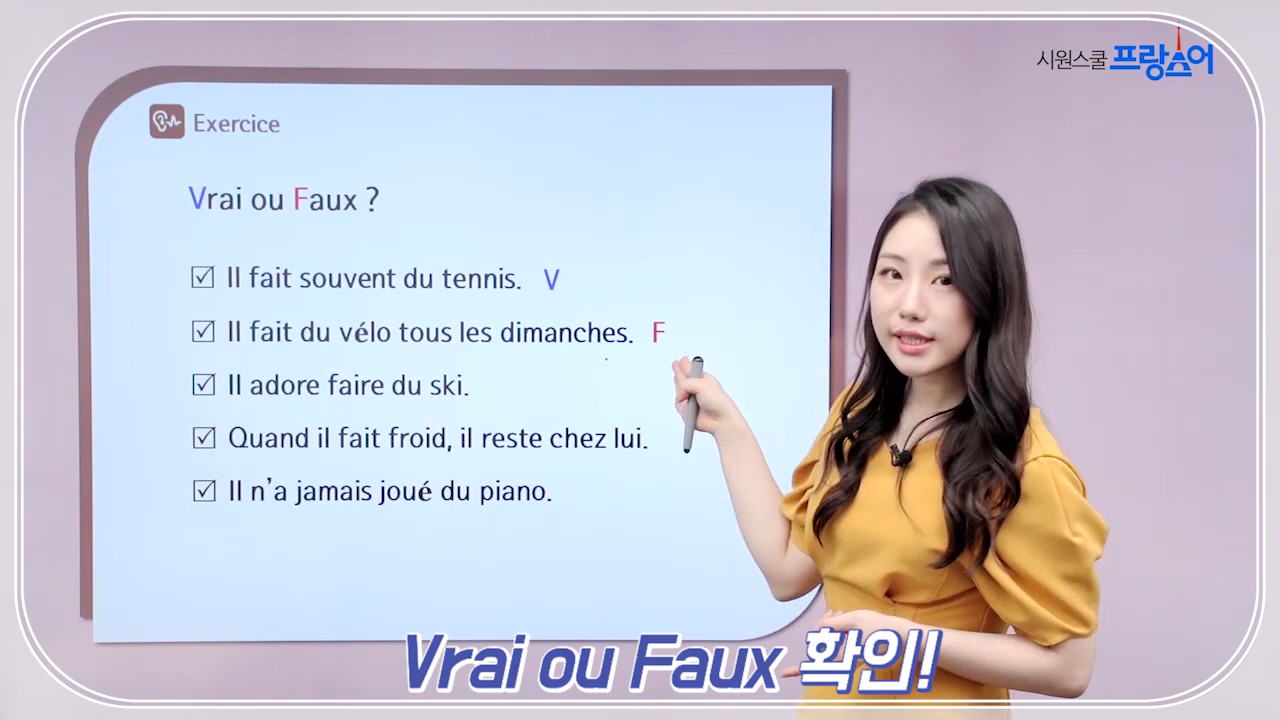 시원스쿨 프랑스어
Exercice
Vrai ou Faux ?
☑ Il fait souvent du tennis. V
☑ Il fait du vélo tous les dimanches. F
☑ Il adore faire du ski.
☑ Quand il fait froid, il reste chez lui.
☑ Il n'a jamais joué du piano.
Vrai ou Faux 확인!